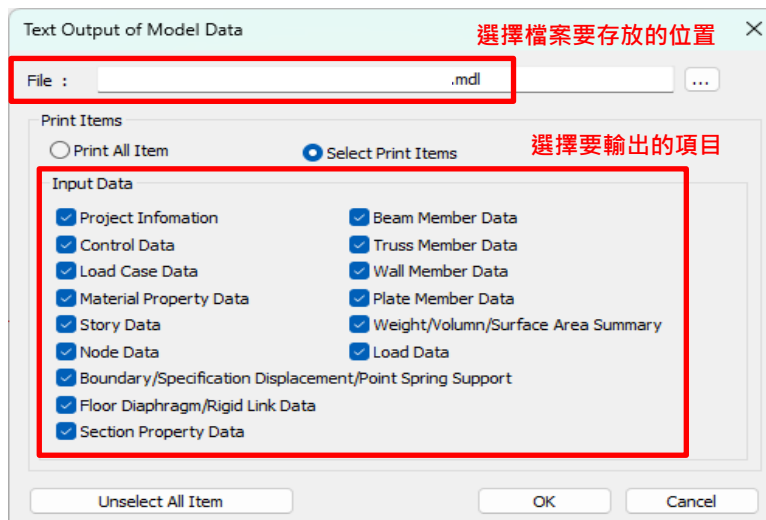 Text Output of Model Data
選擇檔案要存放的位置
File :
.mdl
...
Print Items
Print All Item
Select Print Items
選擇要輸出的項目
Input Data
Project Infomation
Beam Member Data
Control Data
Truss Member Data
Load Case Data
Wall Member Data
Material Property Data
Plate Member Data
Story Data
Weight/Volumn/Surface Area Summary
Node Data
Load Data
Boundary/Specification Displacement/Point Spring Support
Floor Diaphragm/Rigid Link Data
Section Property Data
Unselect All Item
OK
Cancel